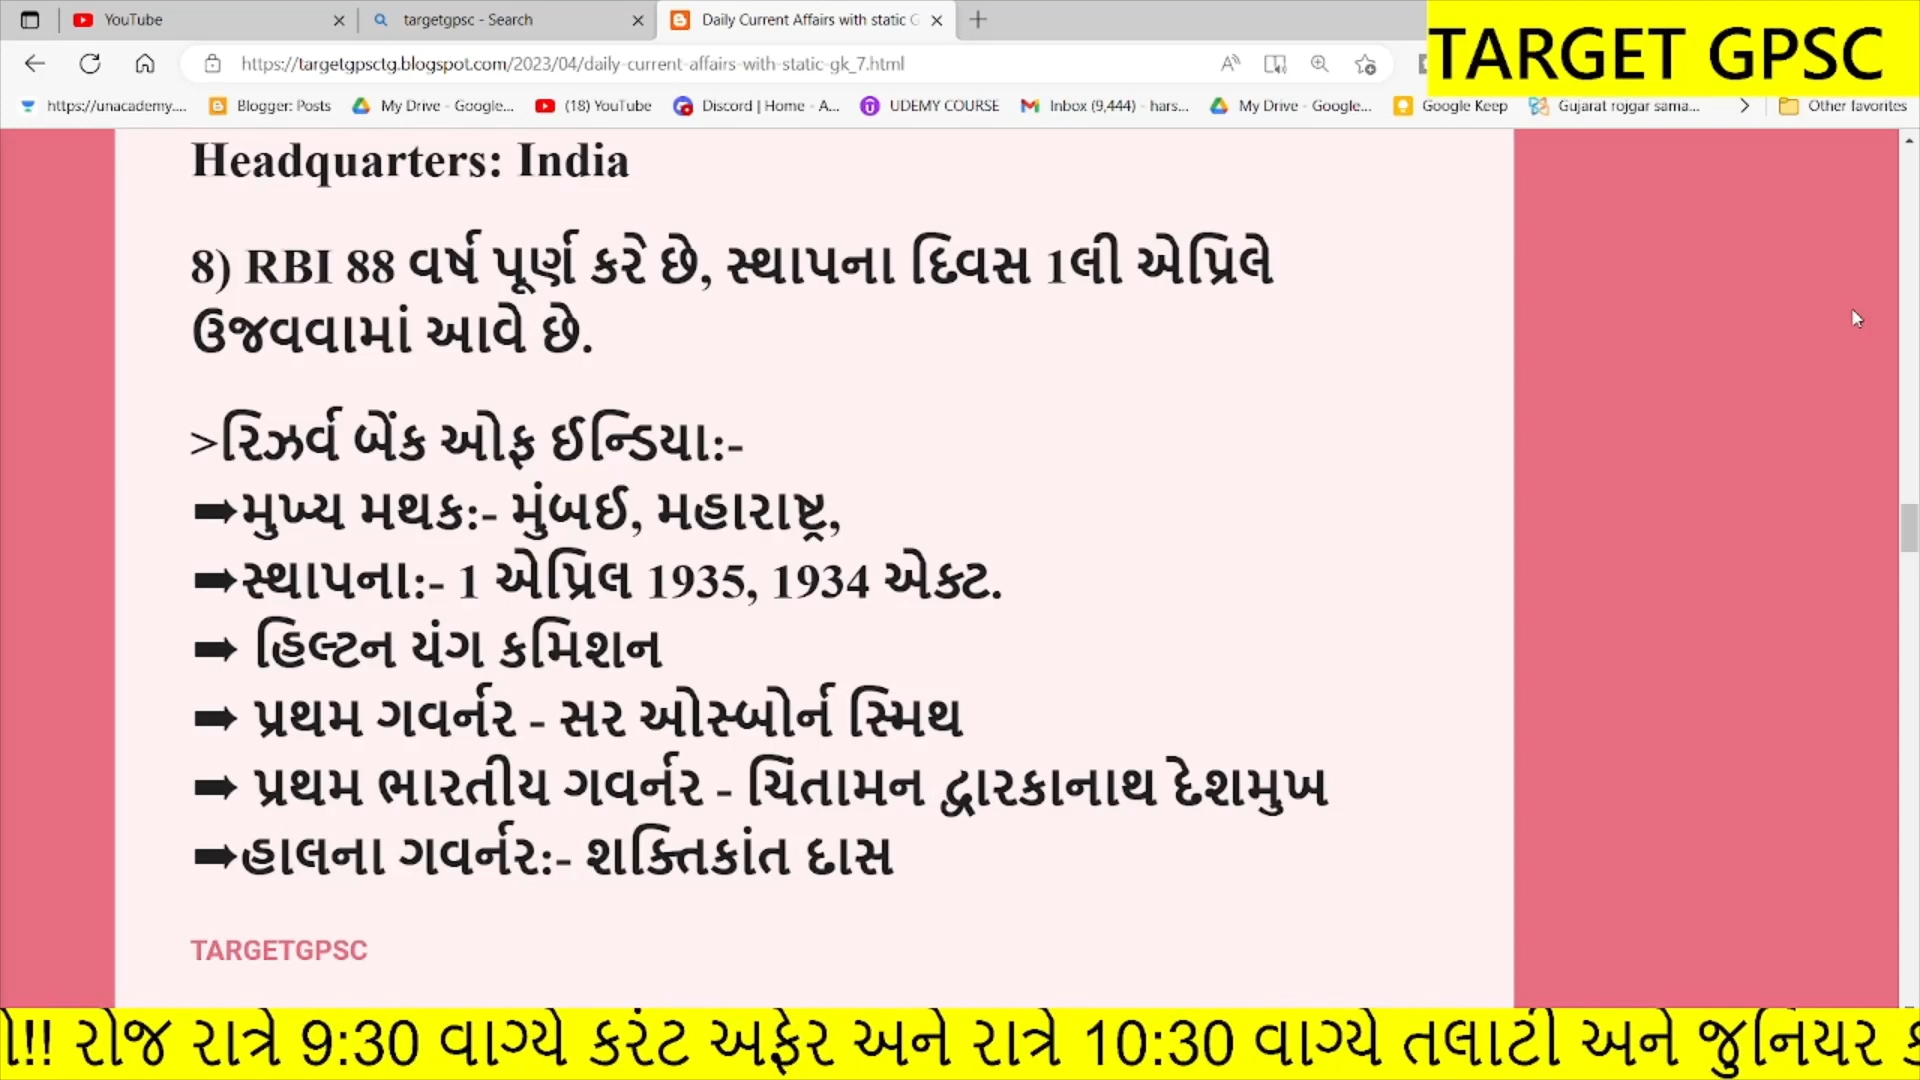 YouTube
targetgpsc - Search
Daily Current Affairs with static G
TARGET GPSC
https://targetgpsctg.blogspot.com/2023/04/daily-current-affairs-with-static-gk_7.html
https://unacademy.... Blogger: Posts My Drive - Google... (18) YouTube Discord | Home - A... UDEMY COURSE Inbox (9,444) - hars... My Drive - Google... Google Keep Gujarat rojgar sama... Other favorites
Headquarters: India
8) RBI 88 વર્ષ પૂર્ણ કરે છે, સ્થાપના દિવસ 1લી એપ્રિલે
ઉજવવામાં આવે છે.
>રિઝર્વ બેંક ઓફ ઈન્ડિયા:-
➡મુખ્ય મથક:- મુંબઈ, મહારાષ્ટ્ર,
➡સ્થાપના:- 1 એપ્રિલ 1935, 1934 એક્ટ.
➡ હિલ્ટન યંગ કમિશન
➡ પ્રથમ ગવર્નર - સર ઓસ્બોર્ન સ્મિથ
➡ પ્રથમ ભારતીય ગવર્નર - ચિંતામન દ્વારકાનાથ દેશમુખ
➡હાલના ગવર્નર:- શક્તિકાંત દાસ
TARGETGPSC
!! રોજ રાત્રે 9:30 વાગ્યે કરંટ અફેર અને રાત્રે 10:30 વાગ્યે તલાટી અને જુનિયર